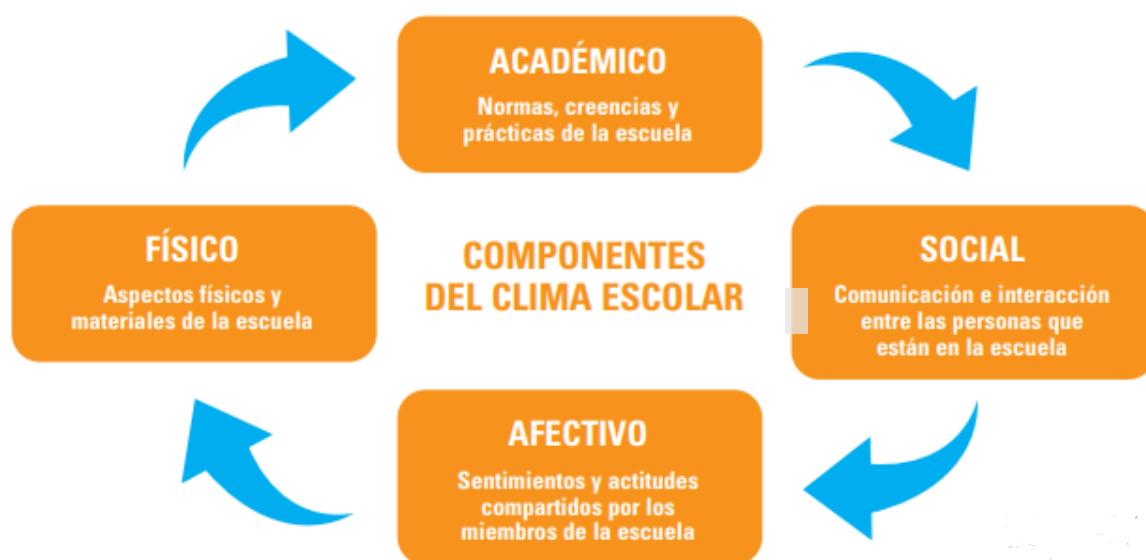 ACADÉMICO
Normas, creencias y
prácticas de la escuela
FÍSICO
Aspectos físicos y
materiales de la escuela
COMPONENTES
DEL CLIMA ESCOLAR
SOCIAL
Comunicación e interacción
entre las personas que
están en la escuela
AFECTIVO
Sentimientos y actitudes
compartidos por los
miembros de la escuela